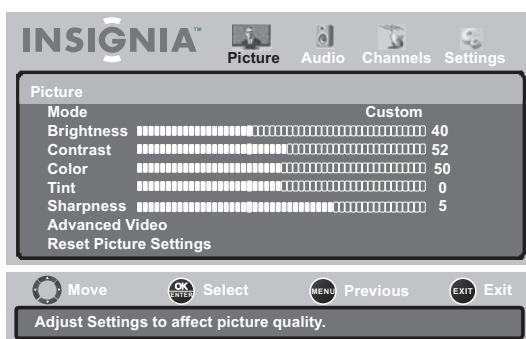 INSIGNIA™
Picture Audio Channels Settings
Picture
Mode Custom
Brightness 40
Contrast 52
Color 50
Tint 0
Sharpness 5
Advanced Video
Reset Picture Settings
Move OK ENTER Select MENU Previous EXIT Exit
Adjust Settings to affect picture quality.